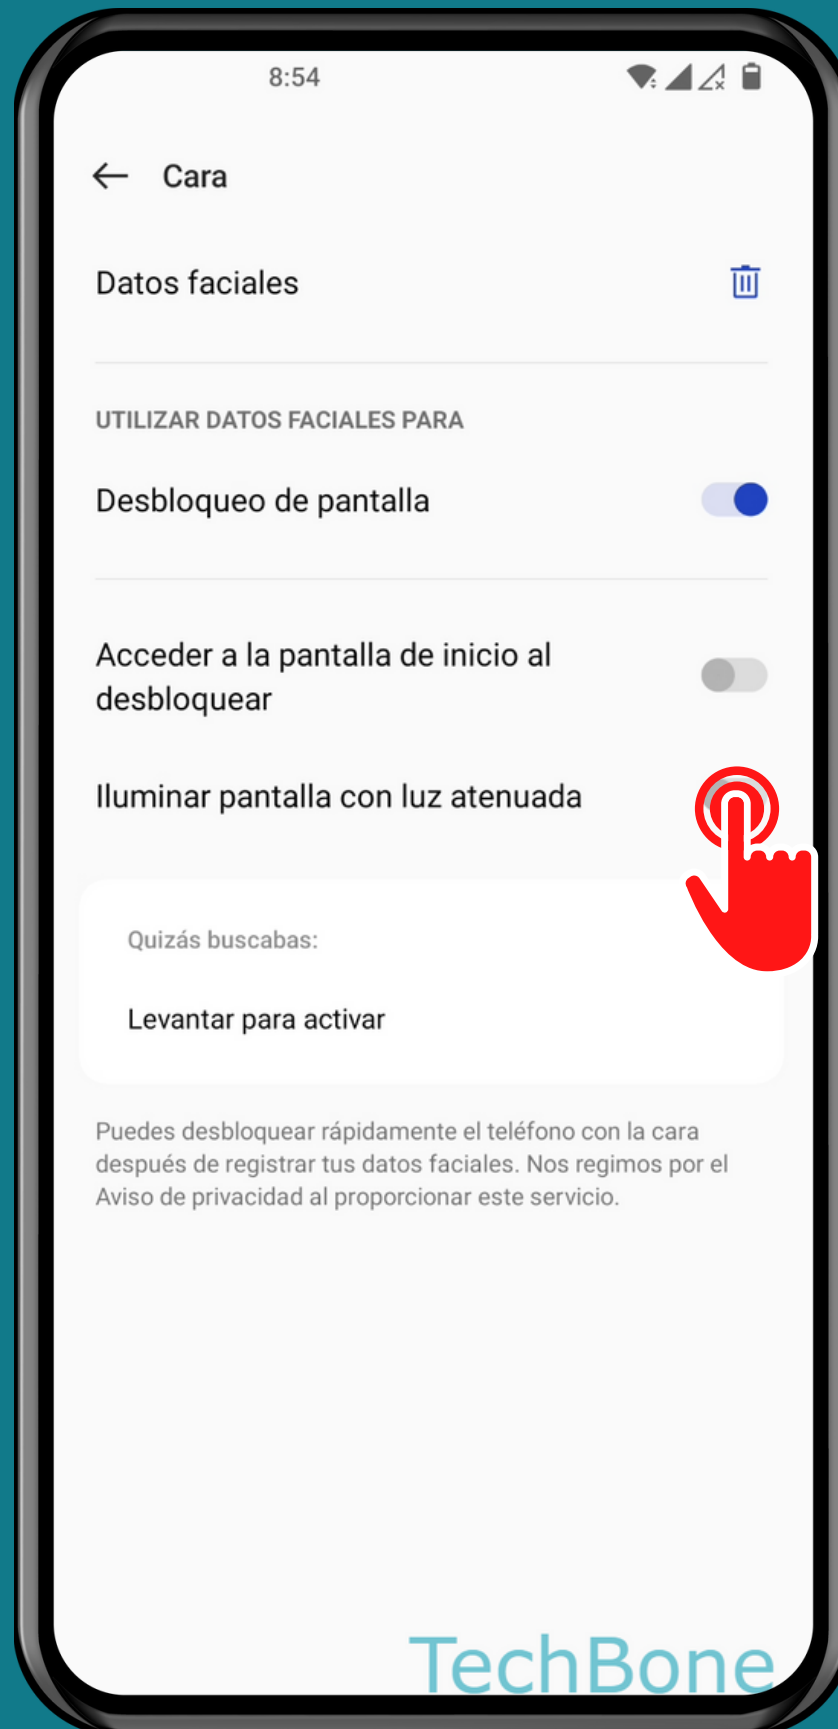 8:54
Cara
Datos faciales
UTILIZAR DATOS FACIALES PARA
Desbloqueo de pantalla
Acceder a la pantalla de inicio al
desbloquear
Iluminar pantalla con luz atenuada
Quizás buscabas:
Levantar para activar
Puedes desbloquear rápidamente el teléfono con la cara
después de registrar tus datos faciales. Nos regimos por el
Aviso de privacidad al proporcionar este servicio.
TechBone